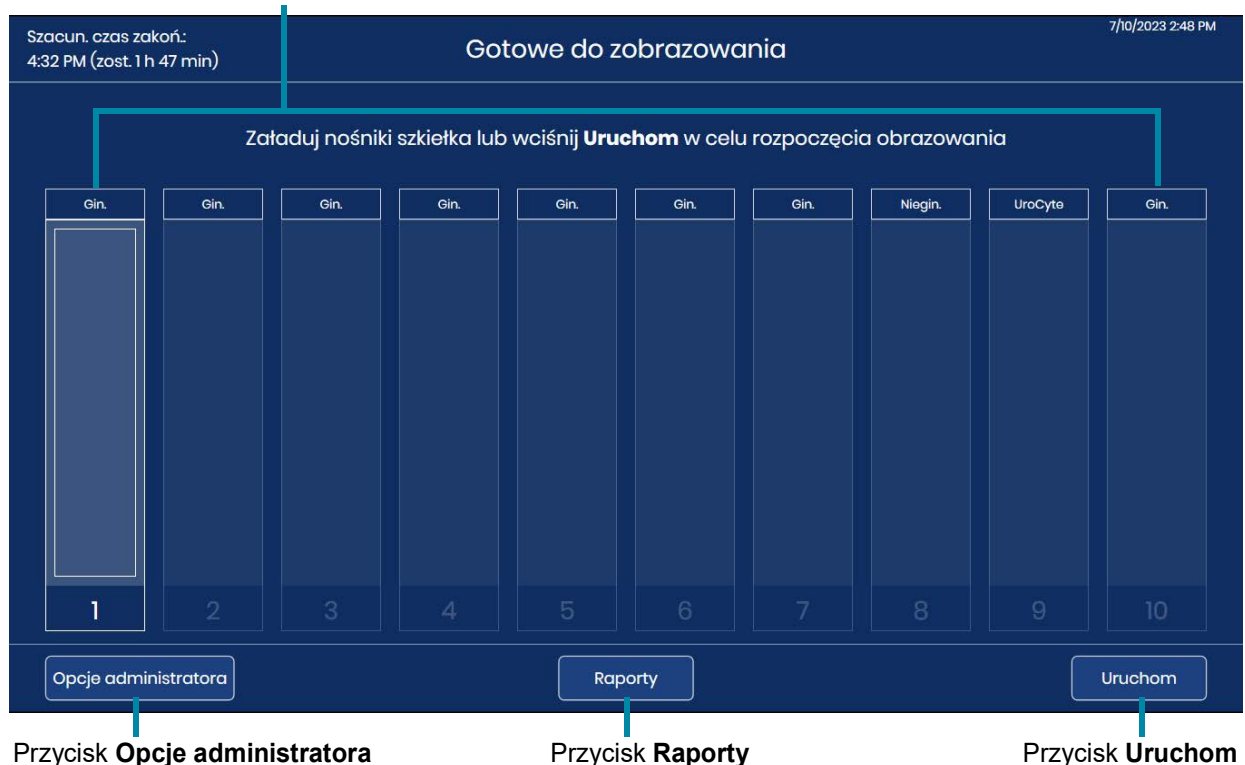 Szacun. czas zakoń.:
4:32 PM (zost. 1 h 47 min)
Gotowe do zobrazowania
7/10/2023 2:48 PM
Załaduj nośniki szkiełka lub wciśnij Uruchom w celu rozpoczęcia obrazowania
Gin. Gin. Gin. Gin. Gin. Gin. Gin. Niegin. UroCyte Gin.
1 2 3 4 5 6 7 8 9 10
Opcje administratora Raporty Uruchom
Przycisk Opcje administratora Przycisk Raporty Przycisk Uruchom